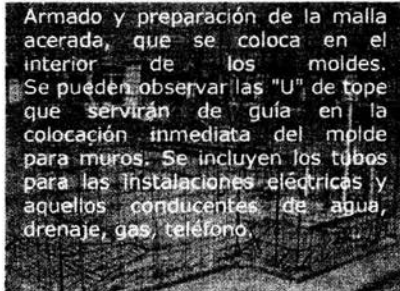 Armado y preparación de la malla
acerada, que se coloca en el
interior de los moldes.
Se pueden observar las "U" de tope
que servirán de guía en la
colocación inmediata del molde
para muros. Se incluyen los tubos
para las instalaciones eléctricas y
aquellos conducentes de agua,
drenaje, gas, teléfono.